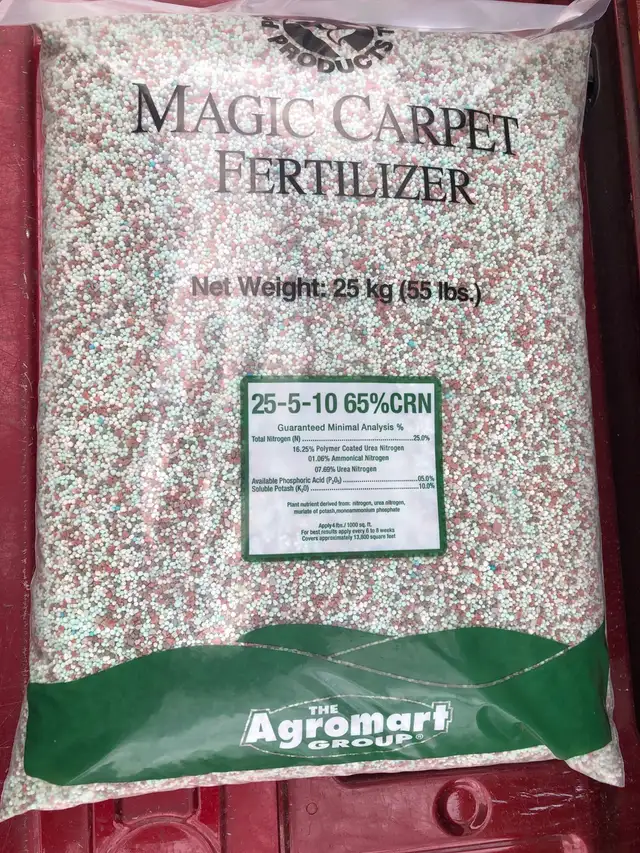 PRODUCTS
MAGIC CARPET
FERTILIZER
Net Weight: 25 kg (55 lbs.)
25-5-10 65%CRN
Guaranteed Minimal Analysis %
Total Nitrogen (N) ........ 25.0%
16.25% Polymer Coated Urea Nitrogen
01.06% Ammonical Nitrogen
07.69% Urea Nitrogen
Available Phosphoric Acid (P₂O₅) ........ 05.0%
Soluble Potash (K₂O) ........ 10.0%
Plant nutrient derived from: nitrogen, urea nitrogen,
muriate of potash, monoammonium phosphate
Apply 4 lbs./ 1000 sq. ft.
For best results apply every 6 to 8 weeks
Covers approximately 13,800 square feet
THE
Agromart
GROUP®